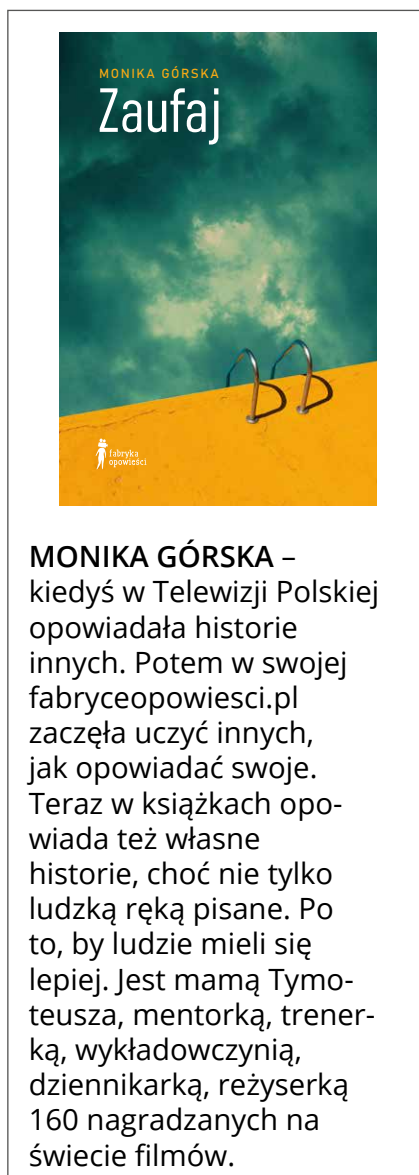 MONIKA GÓRSKA
Zaufaj
fabryka
opowieści
MONIKA GÓRSKA –
kiedyś w Telewizji Polskiej
opowiadała historie
innych. Potem w swojej
fabryceopowiesci.pl
zaczęła uczyć innych,
jak opowiadać swoje.
Teraz w książkach opo-
wiada też własne
historie, choć nie tylko
ludzką ręką pisane. Po
to, by ludzie mieli się
lepiej. Jest mamą Tymo-
teusza, mentorką, trener-
ką, wykładowczynią,
dziennikarką, reżyserką
160 nagradzanych na
świecie filmów.